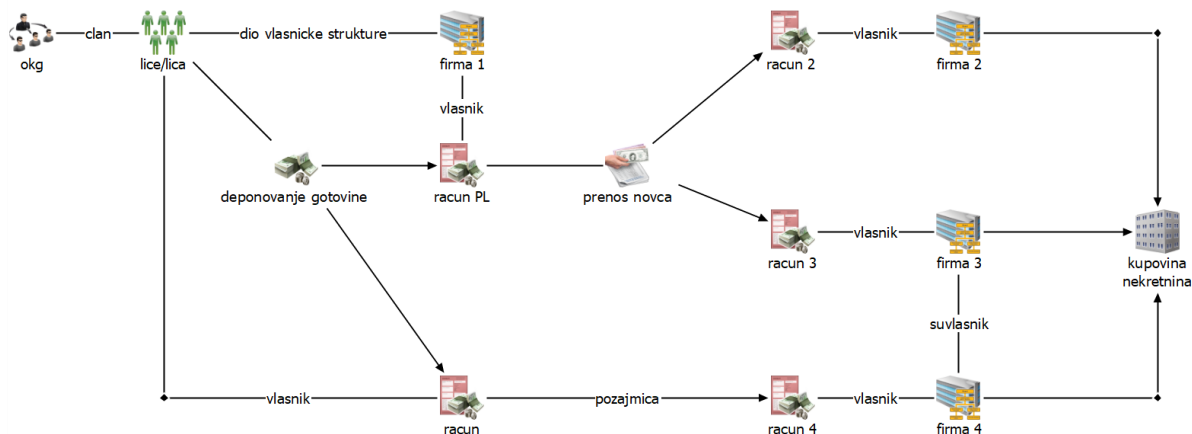 clan
dio vlasnicke strukture
vlasnik
vlasnik
okg
lice/lica
firma 1
racun 2
firma 2
vlasnik
deponovanje gotovine
racun PL
prenos novca
vlasnik
racun 3
firma 3
kupovina
nekretnina
suvlasnik
vlasnik
pozajmica
vlasnik
racun
racun 4
firma 4